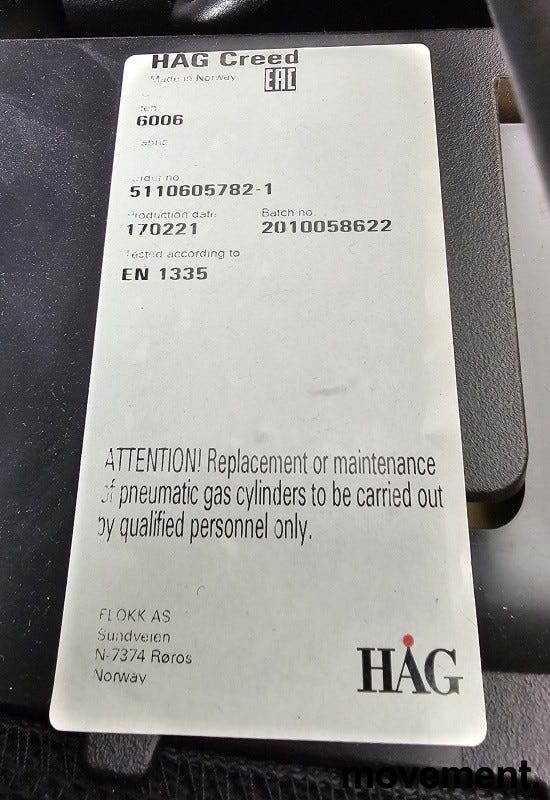 HAG Creed
Made in Norway
EAC
6006
5110605782-1
Production date Batch no.
170221 2010058622
Tested according to
EN 1335
ATTENTION! Replacement or maintenance
of pneumatic gas cylinders to be carried out
by qualified personnel only.
FLOKK AS
Sundveien
N-7374 Røros
Norway
HÅG
movement.